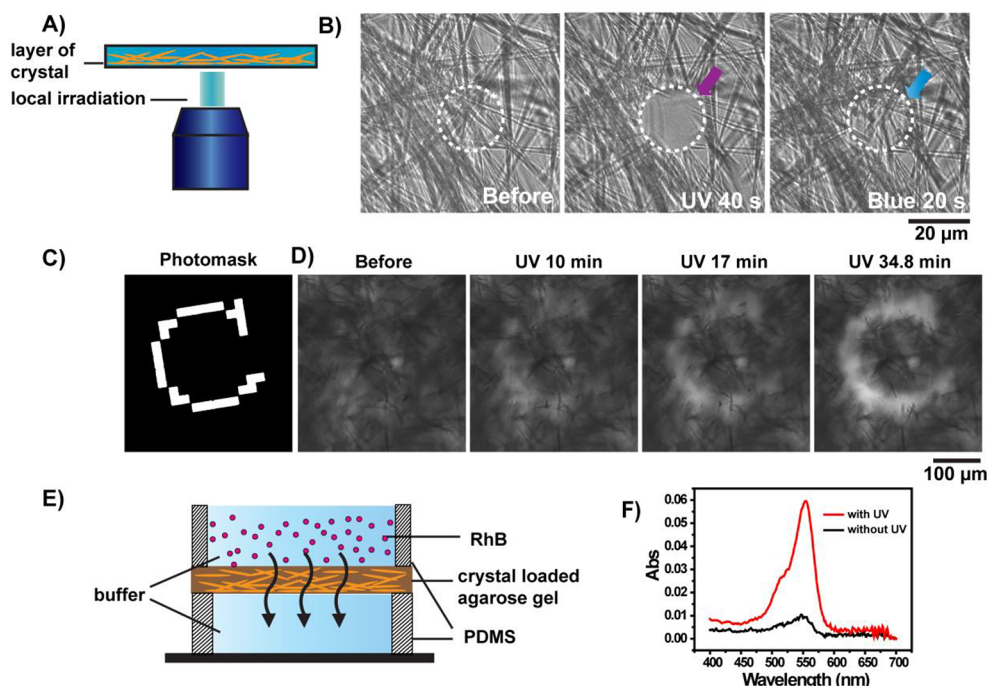 A)
layer of
crystal
local irradiation
B)
Before
UV 40 s
Blue 20 s
20 µm
C)
Photomask
D)
Before
UV 10 min
UV 17 min
UV 34.8 min
100 µm
E)
RhB
buffer
crystal loaded
agarose gel
PDMS
F)
with UV
without UV
Abs
0.06
0.05
0.04
0.03
0.02
0.01
0.00
400 450 500 550 600 650 700
Wavelength (nm)